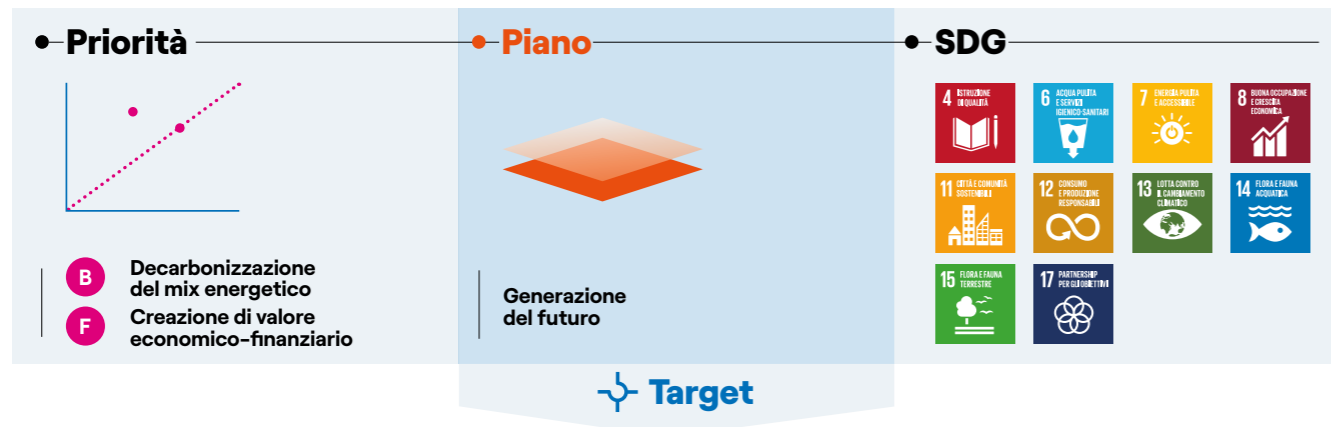 Priorità
Piano
SDG
4 ISTRUZIONE
DI QUALITÀ
6 ACQUA PULITA
E SERVIZI
IGIENICO-SANITARI
7 ENERGIA PULITA
E ACCESSIBILE
8 BUONA OCCUPAZIONE
E CRESCITA
ECONOMICA
11 CITTÀ E COMUNITÀ
SOSTENIBILI
12 CONSUMO
E PRODUZIONE
RESPONSABILI
13 LOTTA CONTRO
IL CAMBIAMENTO
CLIMATICO
14 FLORA E FAUNA
ACQUATICA
15 FLORA E FAUNA
TERRESTRE
17 PARTNERSHIP
PER GLI OBIETTIVI
B Decarbonizzazione
del mix energetico
F Creazione di valore
economico-finanziario
Generazione
del futuro
Target